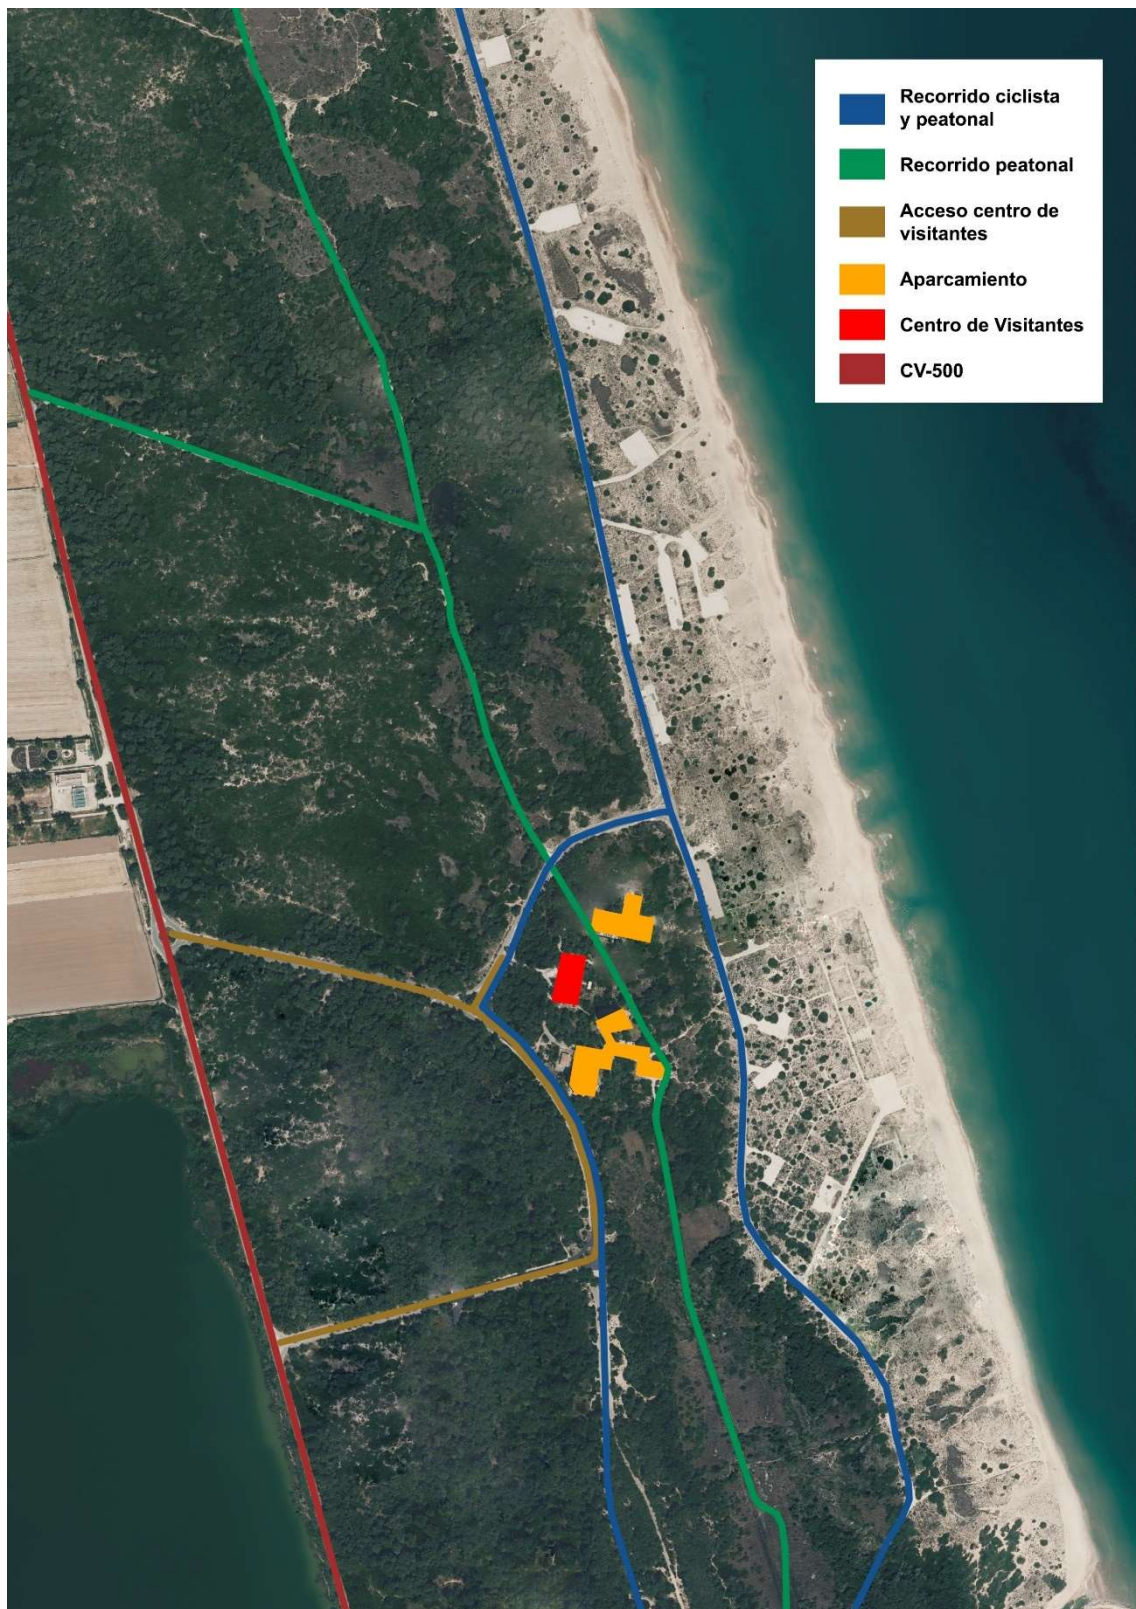 Recorrido ciclista
y peatonal
Recorrido peatonal
Acceso centro de
visitantes
Aparcamiento
Centro de Visitantes
CV-500